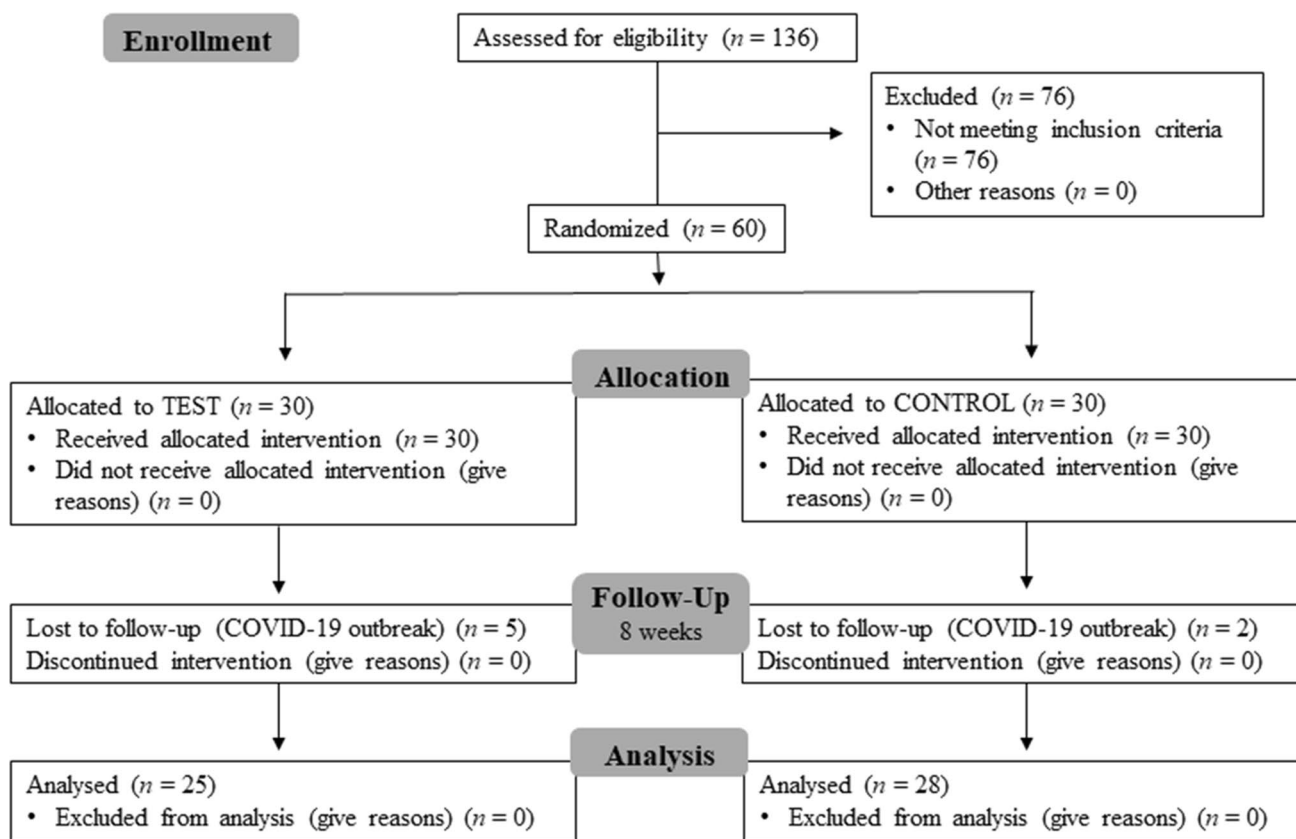 Enrollment
Assessed for eligibility (n = 136)
Excluded (n = 76)
• Not meeting inclusion criteria
(n = 76)
• Other reasons (n = 0)
Randomized (n = 60)
Allocation
Allocated to TEST (n = 30)
• Received allocated intervention (n = 30)
• Did not receive allocated intervention (give
reasons) (n = 0)
Allocated to CONTROL (n = 30)
• Received allocated intervention (n = 30)
• Did not receive allocated intervention (give
reasons) (n = 0)
Follow-Up
8 weeks
Lost to follow-up (COVID-19 outbreak) (n = 5)
Discontinued intervention (give reasons) (n = 0)
Lost to follow-up (COVID-19 outbreak) (n = 2)
Discontinued intervention (give reasons) (n = 0)
Analysis
Analysed (n = 25)
• Excluded from analysis (give reasons) (n = 0)
Analysed (n = 28)
• Excluded from analysis (give reasons) (n = 0)